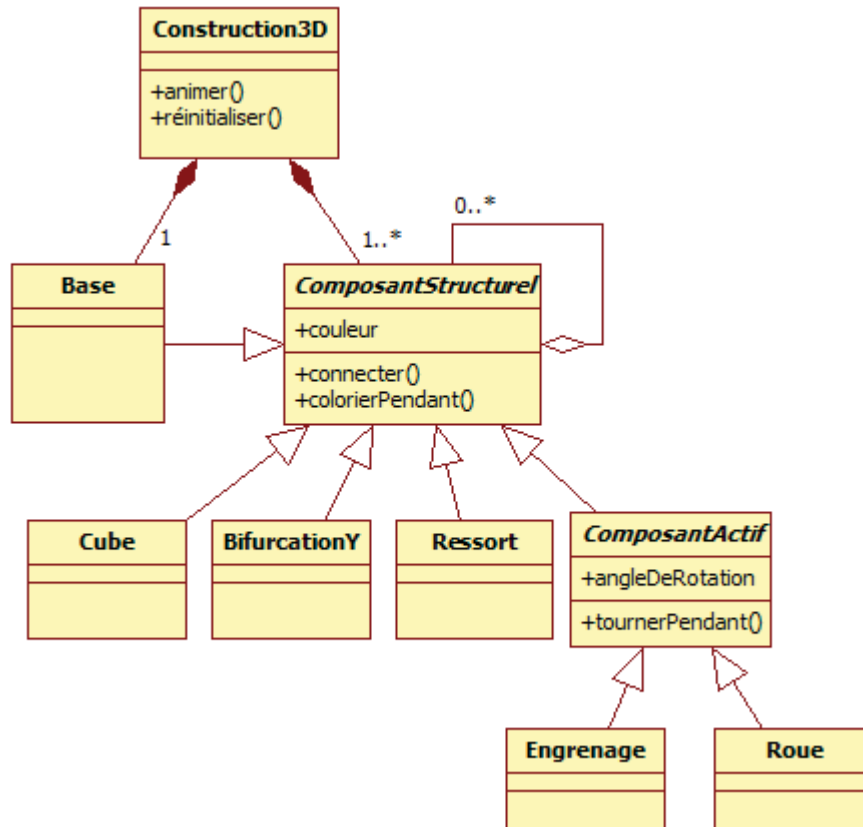 Construction3D
+animer()
+réinitialiser()
1
1..*
0..*
Base
ComposantStructurel
+couleur
+connecter()
+colorierPendant()
Cube
BifurcationY
Ressort
ComposantActif
+angleDeRotation
+tournerPendant()
Engrenage
Roue